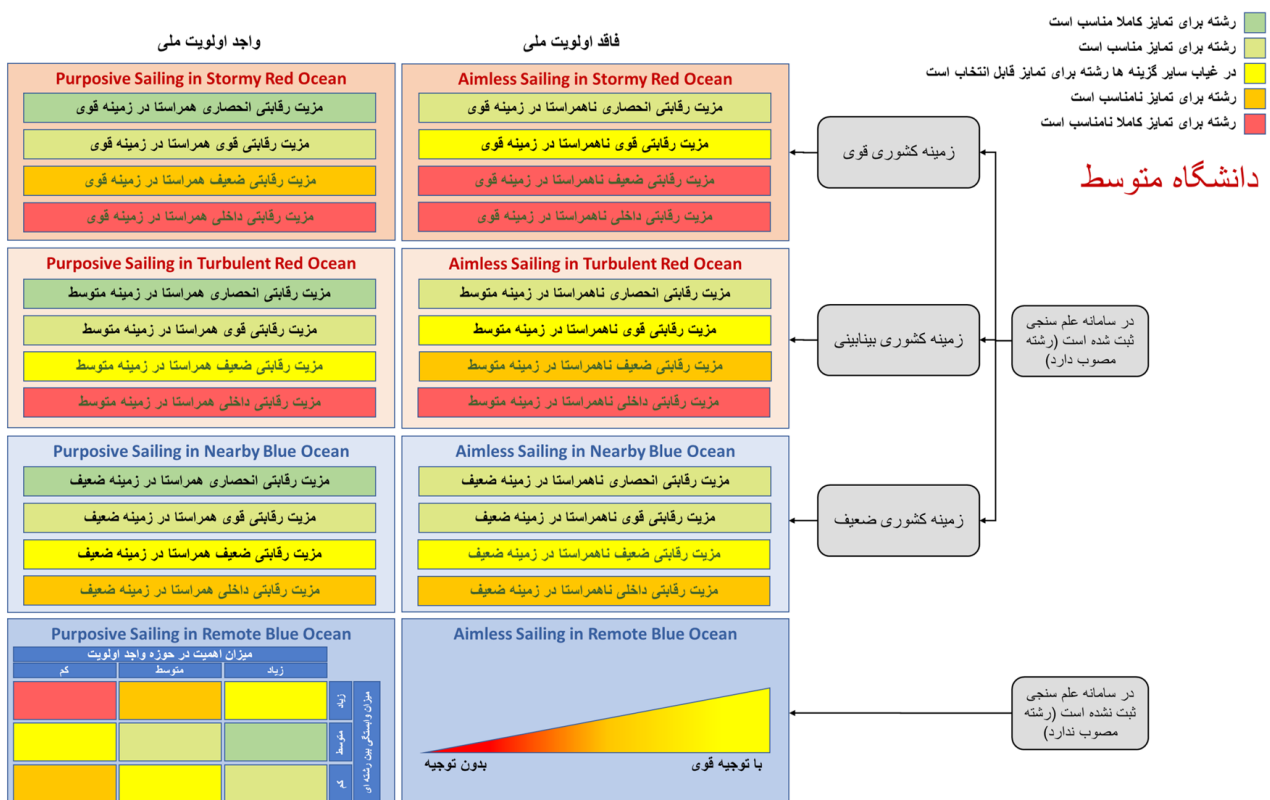 رشته برای تمایز کاملا مناسب است
رشته برای تمایز مناسب است
در غیاب سایر گزینه ها رشته برای تمایز قابل انتخاب است
رشته برای تمایز نامناسب است
رشته برای تمایز کاملا نامناسب است
دانشگاه متوسط
فاقد اولویت ملی
واجد اولویت ملی
در سامانه علم سنجی
ثبت شده است (رشته
مصوب دارد)
زمینه کشوری قوی
Aimless Sailing in Stormy Red Ocean
مزیت رقابتی انحصاری ناهمراستا در زمینه قوی
مزیت رقابتی قوی ناهمراستا در زمینه قوی
مزیت رقابتی ضعیف ناهمراستا در زمینه قوی
مزیت رقابتی داخلی ناهمراستا در زمینه قوی
Purposive Sailing in Stormy Red Ocean
مزیت رقابتی انحصاری همراستا در زمینه قوی
مزیت رقابتی قوی همراستا در زمینه قوی
مزیت رقابتی ضعیف همراستا در زمینه قوی
مزیت رقابتی داخلی همراستا در زمینه قوی
زمینه کشوری بینابینی
Aimless Sailing in Turbulent Red Ocean
مزیت رقابتی انحصاری ناهمراستا در زمینه متوسط
مزیت رقابتی قوی ناهمراستا در زمینه متوسط
مزیت رقابتی ضعیف ناهمراستا در زمینه متوسط
مزیت رقابتی داخلی ناهمراستا در زمینه متوسط
Purposive Sailing in Turbulent Red Ocean
مزیت رقابتی انحصاری همراستا در زمینه متوسط
مزیت رقابتی قوی همراستا در زمینه متوسط
مزیت رقابتی ضعیف همراستا در زمینه متوسط
مزیت رقابتی داخلی همراستا در زمینه متوسط
زمینه کشوری ضعیف
Aimless Sailing in Nearby Blue Ocean
مزیت رقابتی انحصاری ناهمراستا در زمینه ضعیف
مزیت رقابتی قوی ناهمراستا در زمینه ضعیف
مزیت رقابتی ضعیف ناهمراستا در زمینه ضعیف
مزیت رقابتی داخلی ناهمراستا در زمینه ضعیف
Purposive Sailing in Nearby Blue Ocean
مزیت رقابتی انحصاری همراستا در زمینه ضعیف
مزیت رقابتی قوی همراستا در زمینه ضعیف
مزیت رقابتی ضعیف همراستا در زمینه ضعیف
مزیت رقابتی داخلی همراستا در زمینه ضعیف
در سامانه علم سنجی
ثبت نشده است (رشته
مصوب ندارد)
Aimless Sailing in Remote Blue Ocean
با توجیه قوی
بدون توجیه
Purposive Sailing in Remote Blue Ocean
میزان اهمیت در حوزه واجد اولویت
زیاد
متوسط
کم
میزان وابستگی بین رشته ای
زیاد
متوسط
کم